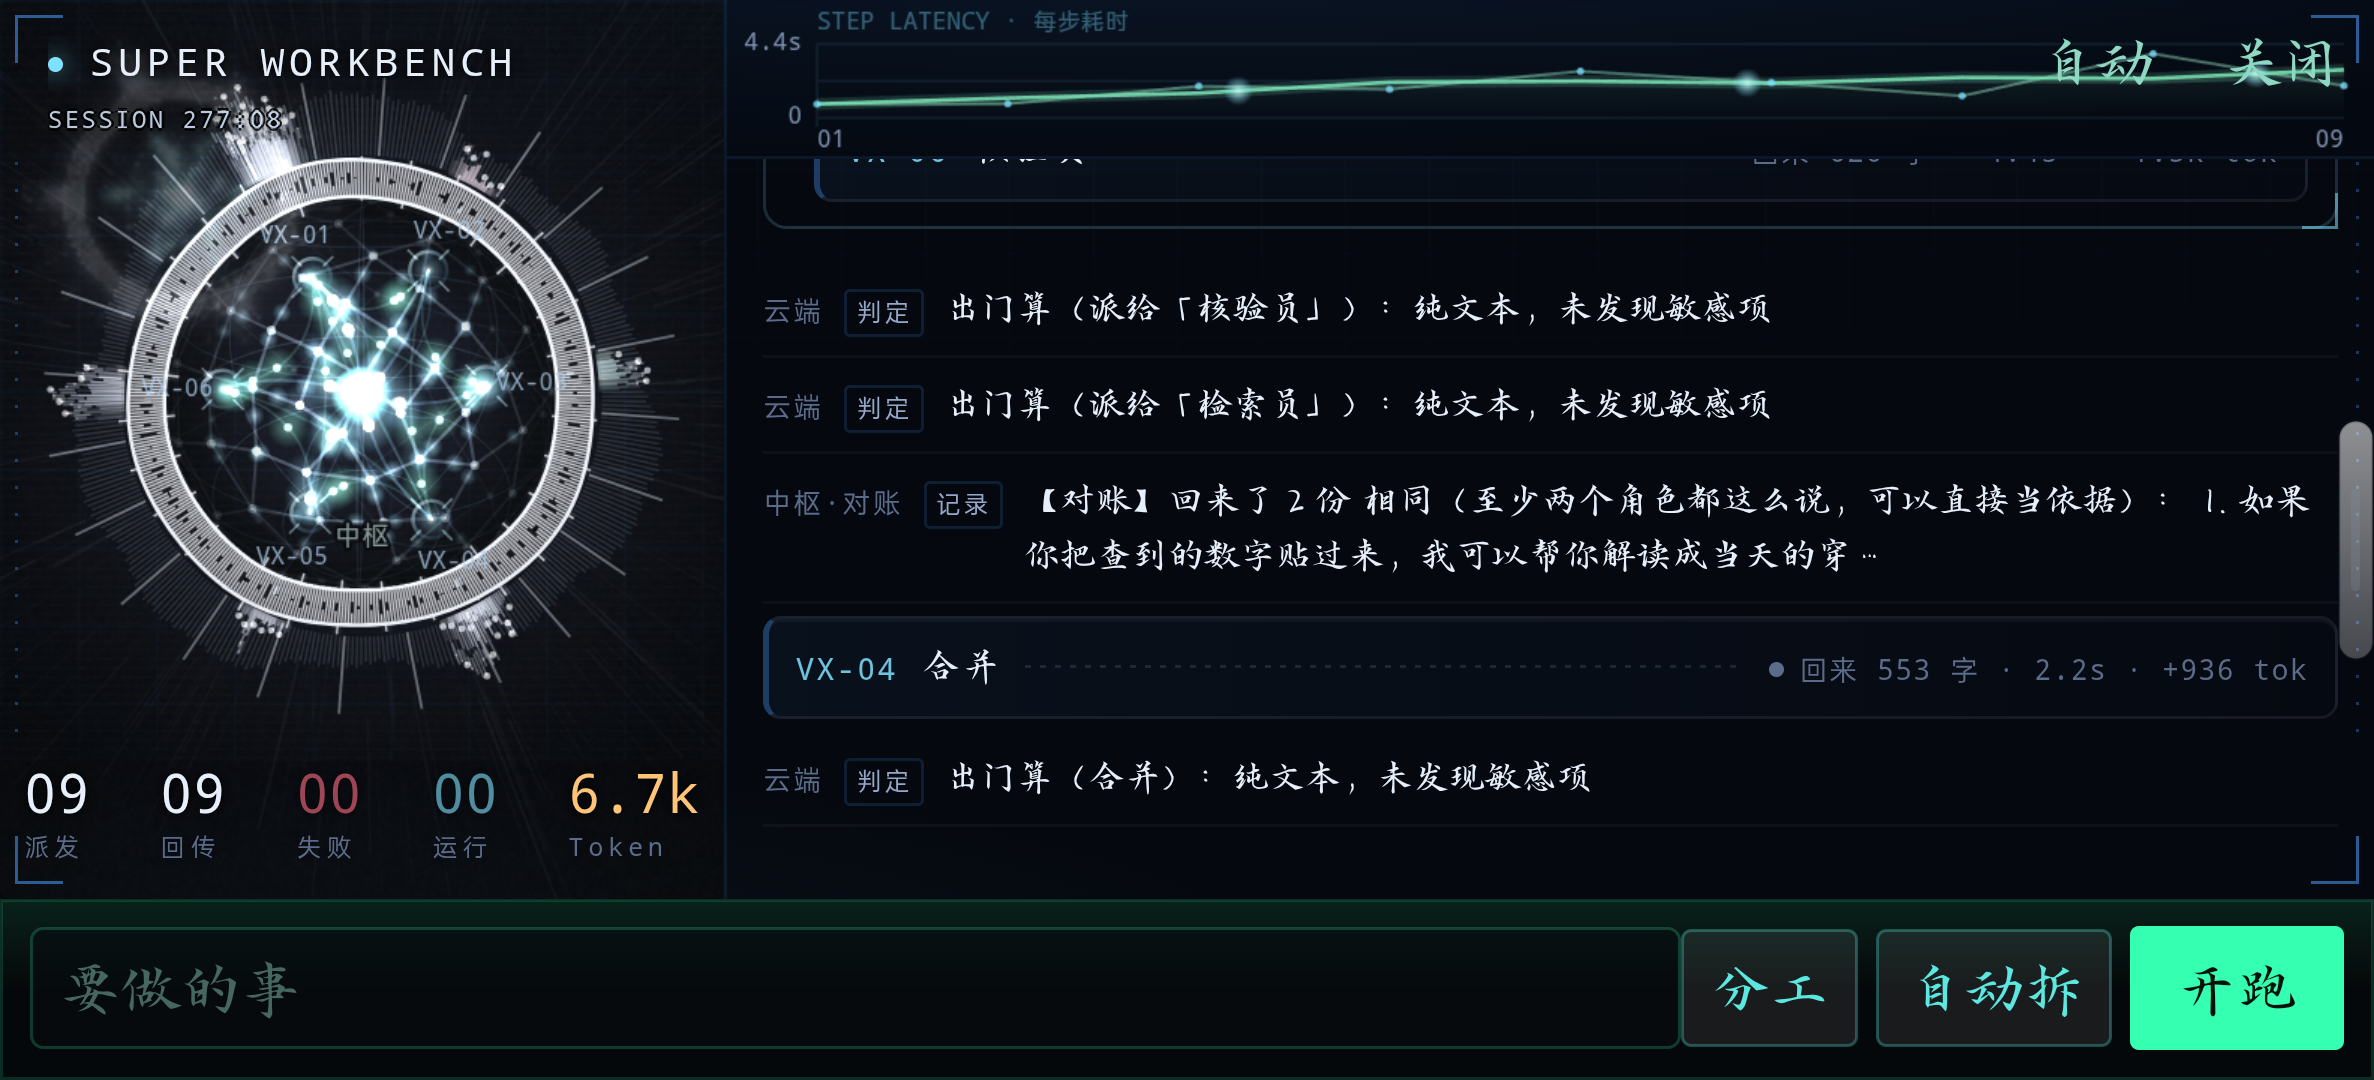 SUPER WORKBENCH
SESSION 277:08
VX-01
VX-06
中枢
VX-05
09
派发
09
回传
00
失败
00
运行
6.7k
Token
STEP LATENCY · 每步耗时
4.4s
0
01
09
自动
关闭
云端 判定 出门算（派给「核验员」）：纯文本，未发现敏感项
云端 判定 出门算（派给「检索员」）：纯文本，未发现敏感项
中枢·对账 记录 【对账】回来了 2 份 相同（至少两个角色都这么说，可以直接当依据）： 1. 如果
你把查到的数字贴过来，我可以帮你解读成当天的穿 …
VX-04 合并 回来 553 字 · 2.2s · +936 tok
云端 判定 出门算（合并）：纯文本，未发现敏感项
要做的事
分工
自动拆
开跑